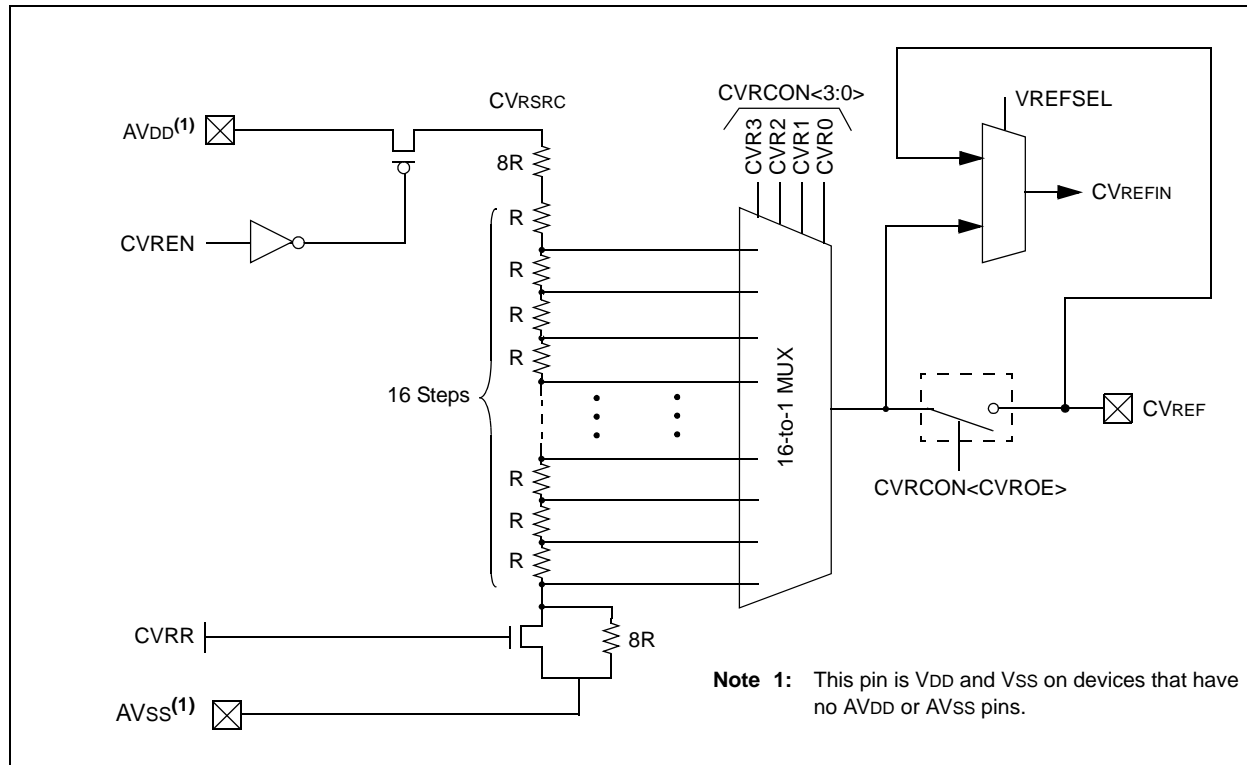 CVRSRC
CVRCON<3:0>
CVR3
CVR2
CVR1
CVR0
VREFSEL
AVDD(1)
8R
R
CVREFIN
CVREN
R
R
R
16 Steps
16-to-1 MUX
CVREF
R
CVRCON<CVROE>
R
R
CVRR
8R
AVSS(1)
Note 1: This pin is VDD and VSS on devices that have
no AVDD or AVSS pins.